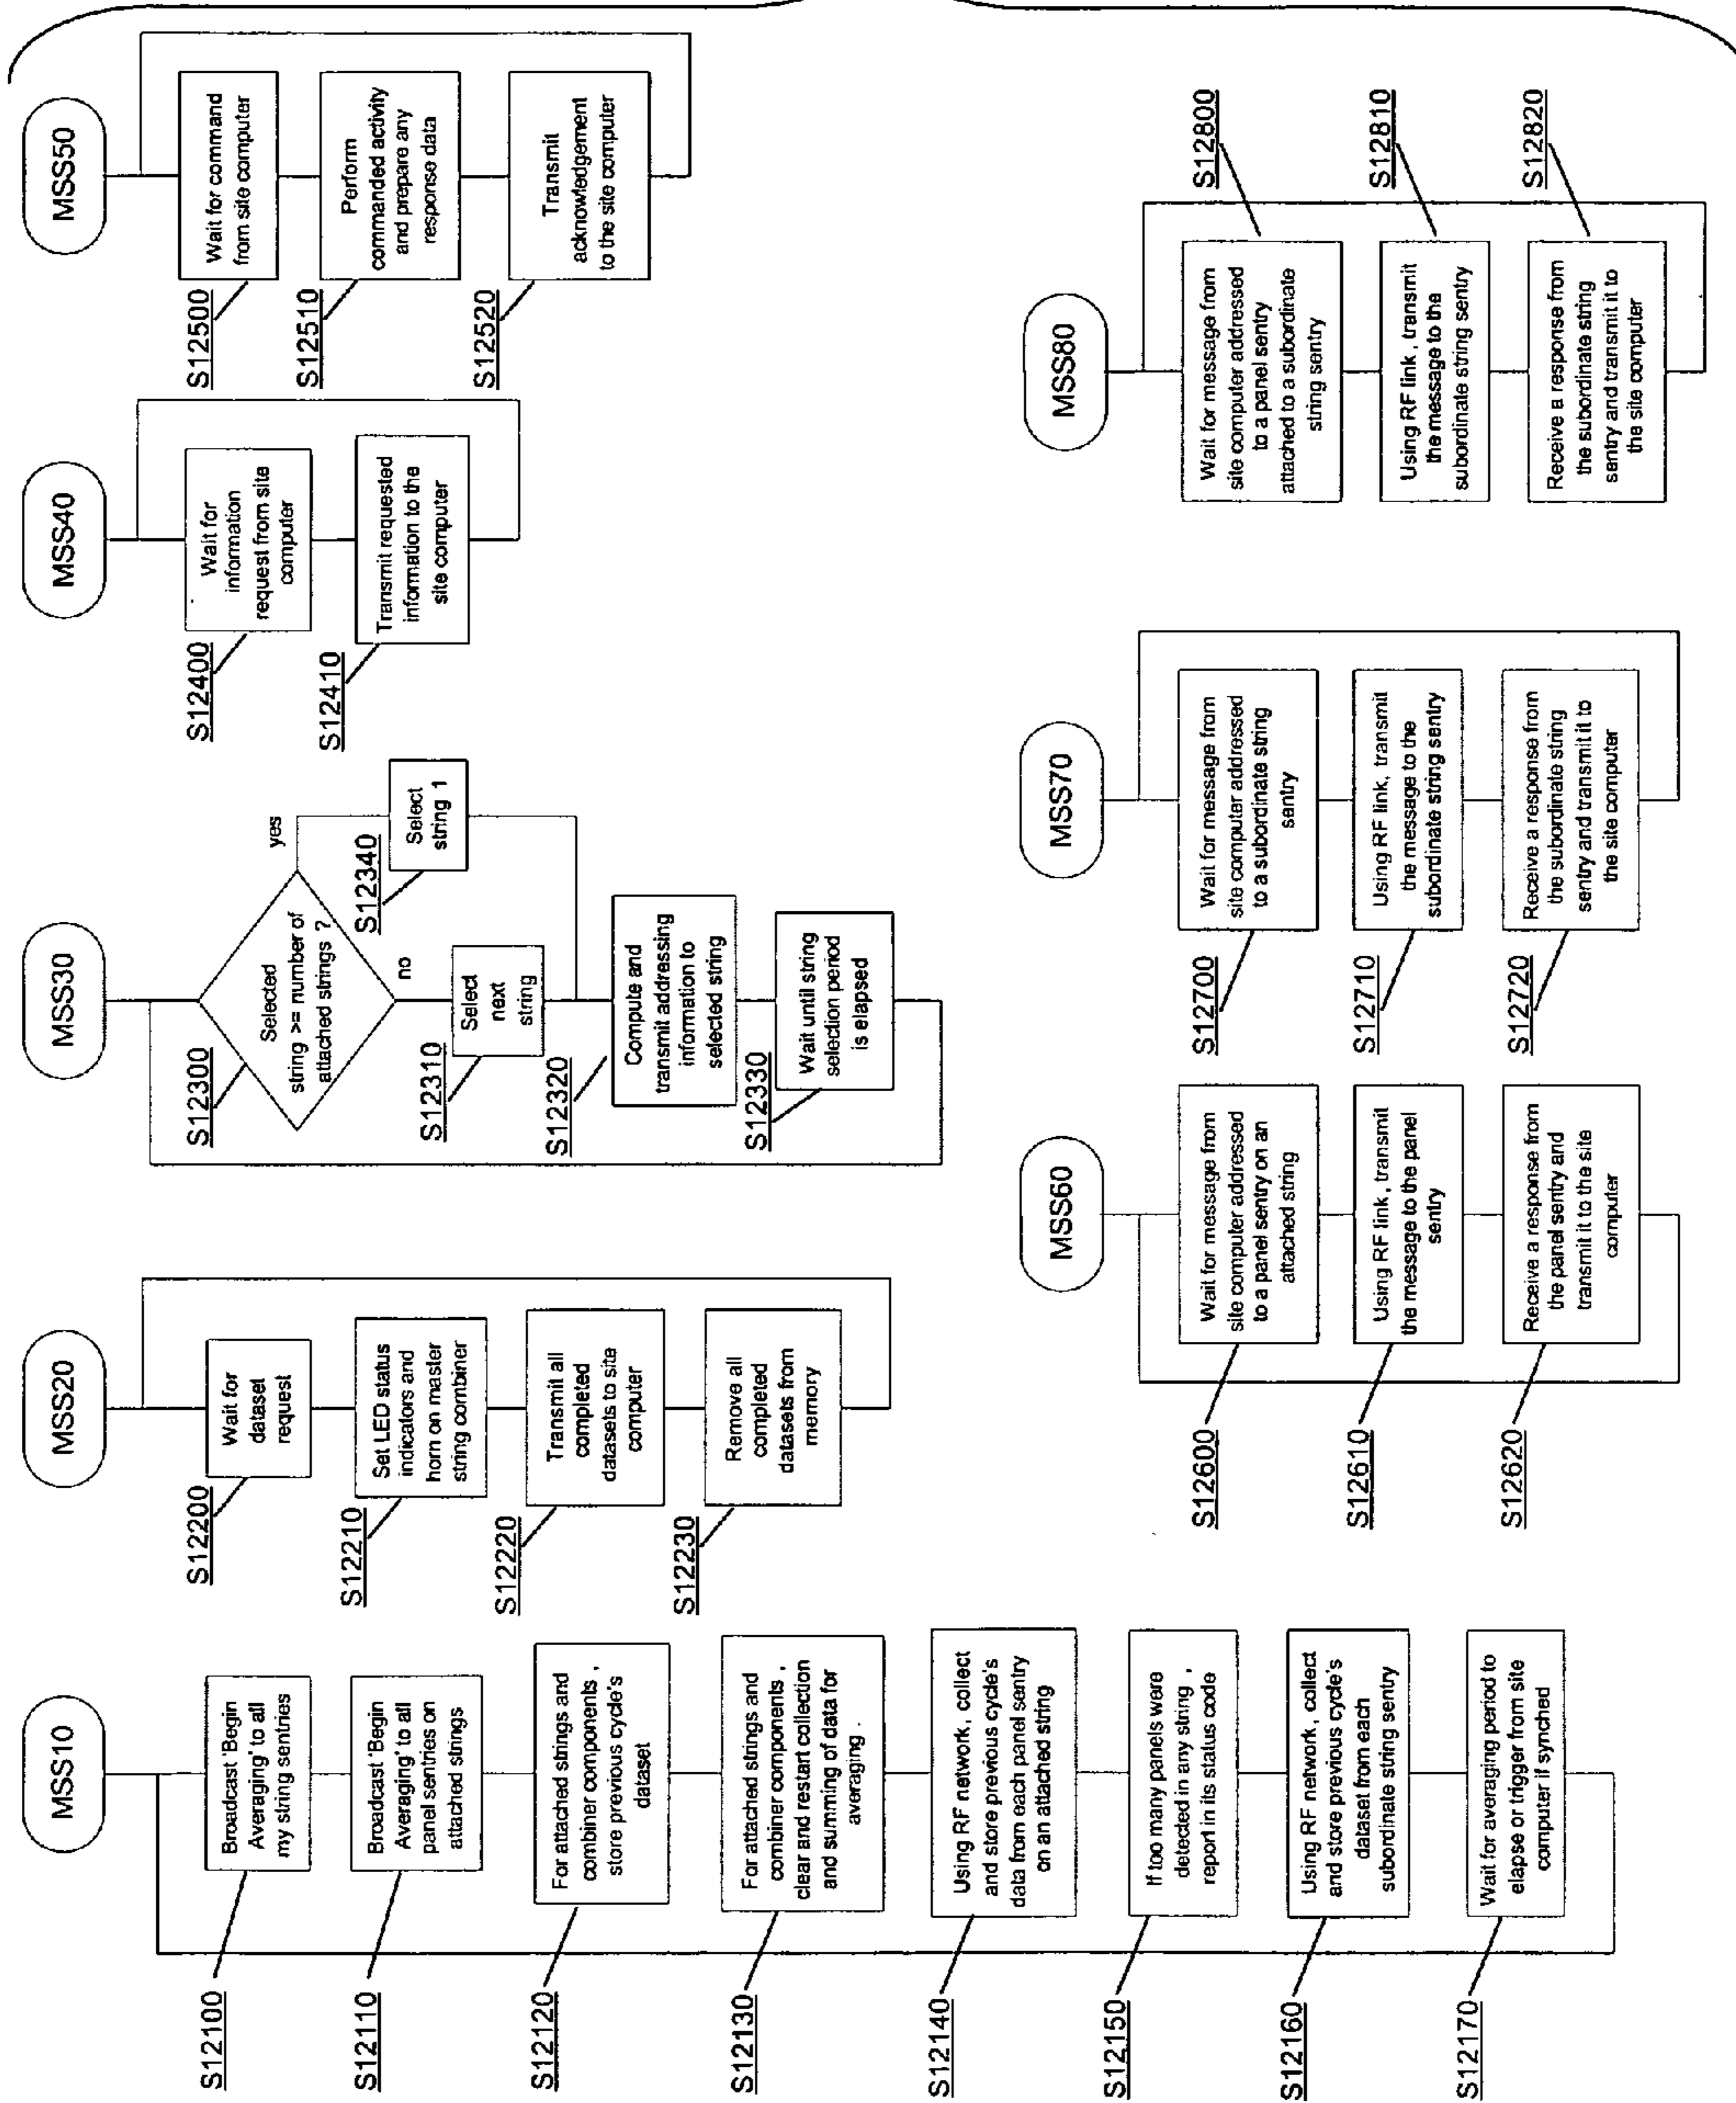 MSS10
S12100
Broadcast 'Begin
Averaging' to all
my string sentries
S12110
Broadcast 'Begin
Averaging' to all
panel sentries on
attached strings
S12120
For attached strings and
combiner components ,
store previous cycle's
dataset
S12130
For attached strings and
combiner components ,
clear and restart collection
and summing of data for
averaging .
S12140
Using RF network, collect
and store previous cycle's
data from each panel sentry
on an attached string
S12150
If too many panels were
detected in any string ,
report in its status code
S12160
Using RF network, collect
and store previous cycle's
dataset from each
subordinate string sentry
S12170
Wait for averaging period to
elapse or trigger from site
computer if synched
MSS20
S12200
Wait for
dataset
request
S12210
Set LED status
indicators and
horn on master
string combiner
S12220
Transmit all
completed
datasets to site
computer
S12230
Remove all
completed
datasets from
memory
MSS30
S12300
Selected
string >= number of
attached strings ?
yes
no
S12340
Select
string 1
S12310
Select
next
string
S12320
Compute and
transmit addressing
information to
selected string
S12330
Wait until string
selection period
is elapsed
MSS40
S12400
Wait for
information
request from site
computer
S12410
Transmit requested
information to the
site computer
MSS50
S12500
Wait for command
from site computer
S12510
Perform
commanded activity
and prepare any
response data
S12520
Transmit
acknowledgement
to the site computer
MSS60
S12600
Wait for message from
site computer addressed
to a panel sentry on an
attached string
S12610
Using RF link, transmit
the message to the panel
sentry
S12620
Receive a response from
the panel sentry and
transmit it to the site
computer
MSS70
S12700
Wait for message from
site computer addressed
to a subordinate string
sentry
S12710
Using RF link, transmit
the message to the
subordinate string sentry
S12720
Receive a response from
the subordinate string
sentry and transmit it to
the site computer
MSS80
S12800
Wait for message from
site computer addressed
to a panel sentry
attached to a subordinate
string sentry
S12810
Using RF link, transmit
the message to the
subordinate string sentry
S12820
Receive a response from
the subordinate string
sentry and transmit it to
the site computer